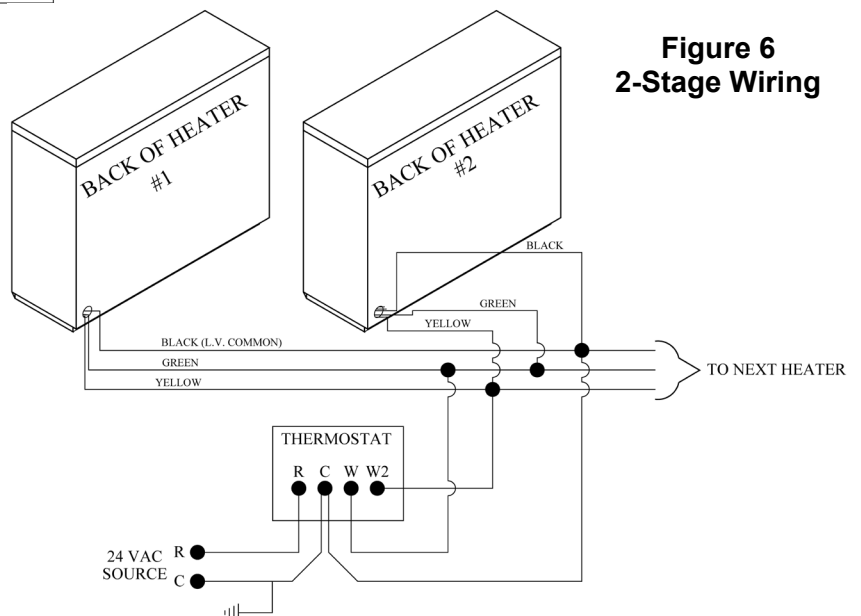 Figure 6
2-Stage Wiring
BACK OF HEATER
#1
BACK OF HEATER
#2
BLACK
GREEN
YELLOW
BLACK (L.V. COMMON)
GREEN
YELLOW
TO NEXT HEATER
THERMOSTAT
R C W W2
24 VAC
SOURCE
R
C